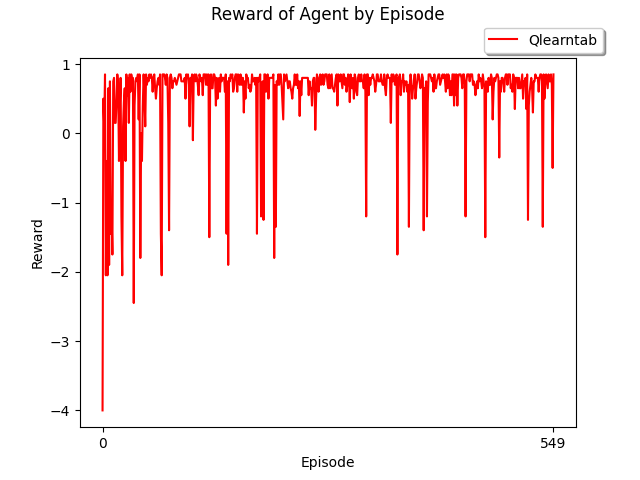 Reward of Agent by Episode
Qlearntab
1
0
−1
−2
−3
−4
Reward
0
549
Episode